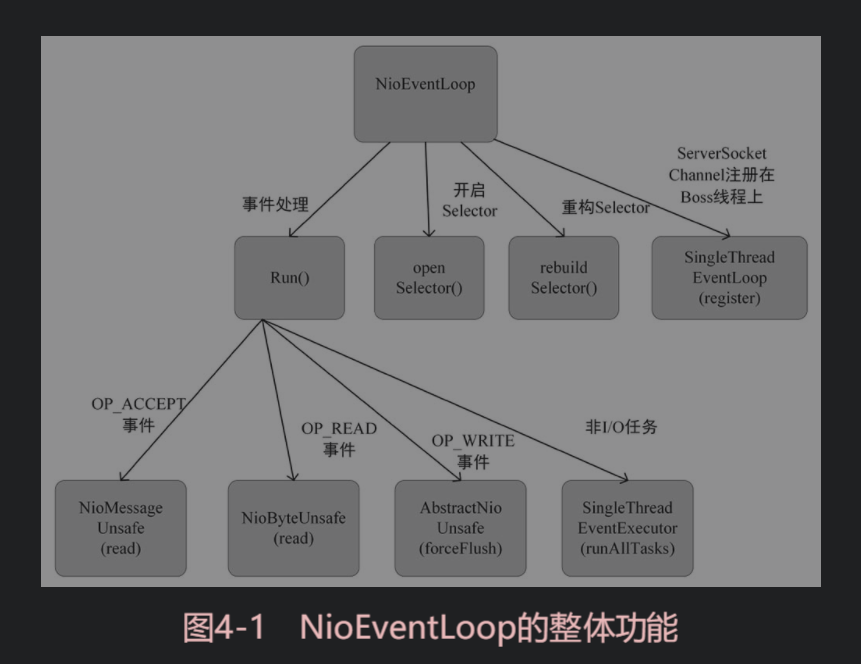 NioEventLoop
ServerSocket
Channel注册在
Boss线程上
事件处理
开启
Selector
重构Selector
Run()
open
Selector()
rebuild
Selector()
SingleThread
EventLoop
(register)
OP_ACCEPT
事件
OP_READ
事件
OP_WRITE
事件
非I/O任务
NioMessage
Unsafe
(read)
NioByteUnsafe
(read)
AbstractNio
Unsafe
(forceFlush)
SingleThread
EventExecutor
(runAllTasks)
图4-1 NioEventLoop的整体功能